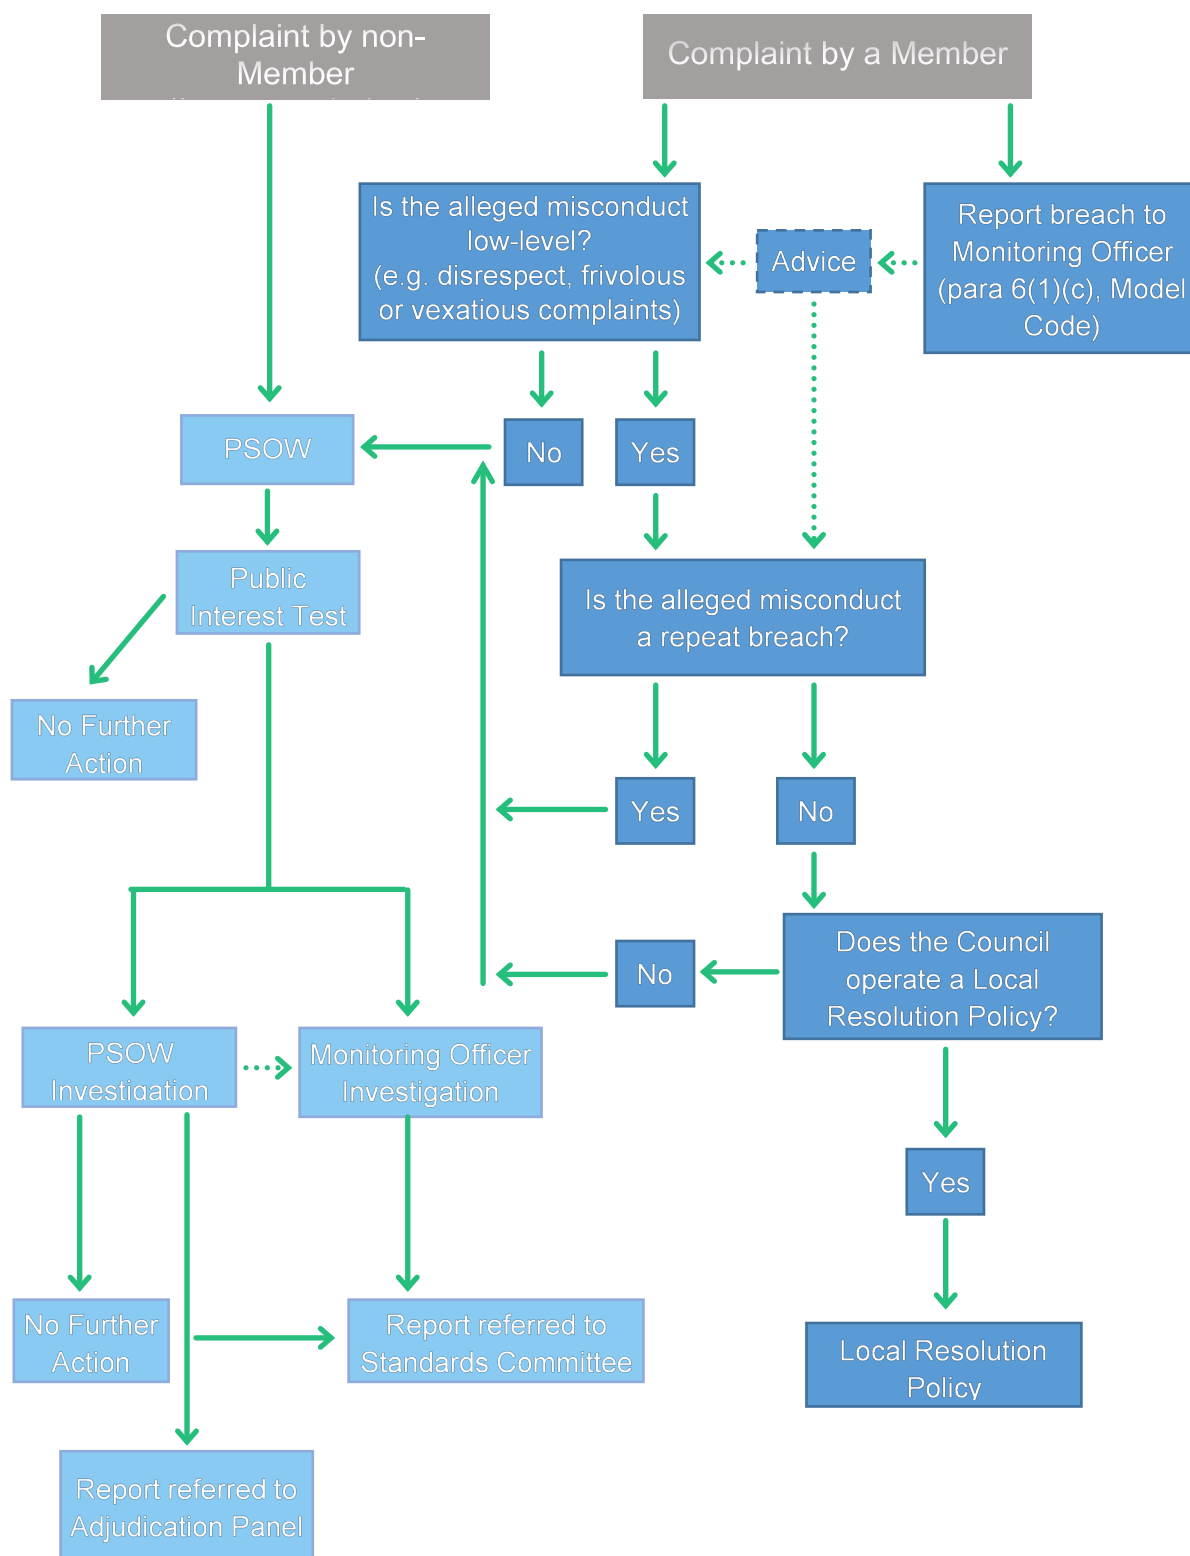 Complaint by non-
Member
Complaint by a Member
Is the alleged misconduct
low-level?
(e.g. disrespect, frivolous
or vexatious complaints)
Advice
Report breach to
Monitoring Officer
(para 6(1)(c), Model
Code)
PSOW
No
Yes
Public
Interest Test
Is the alleged misconduct
a repeat breach?
No Further
Action
Yes
No
Does the Council
operate a Local
Resolution Policy?
No
PSOW
Investigation
Monitoring Officer
Investigation
Yes
No Further
Action
Report referred to
Standards Committee
Local Resolution
Policy
Report referred to
Adjudication Panel